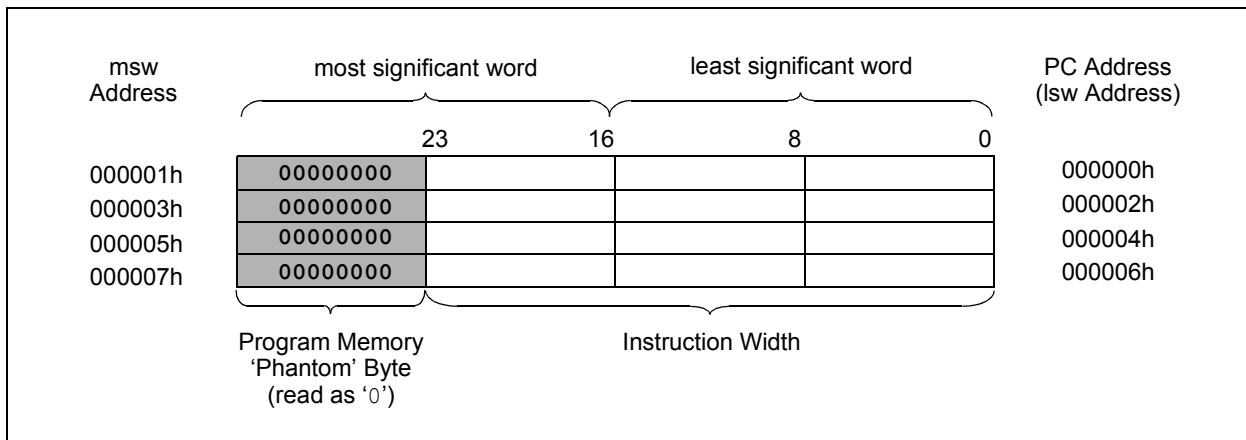 msw Address
most significant word
least significant word
PC Address (lsw Address)
23 16 8 0
000001h 00000000 000000h
000003h 00000000 000002h
000005h 00000000 000004h
000007h 00000000 000006h
Program Memory
‘Phantom’ Byte
(read as ‘0’)
Instruction Width